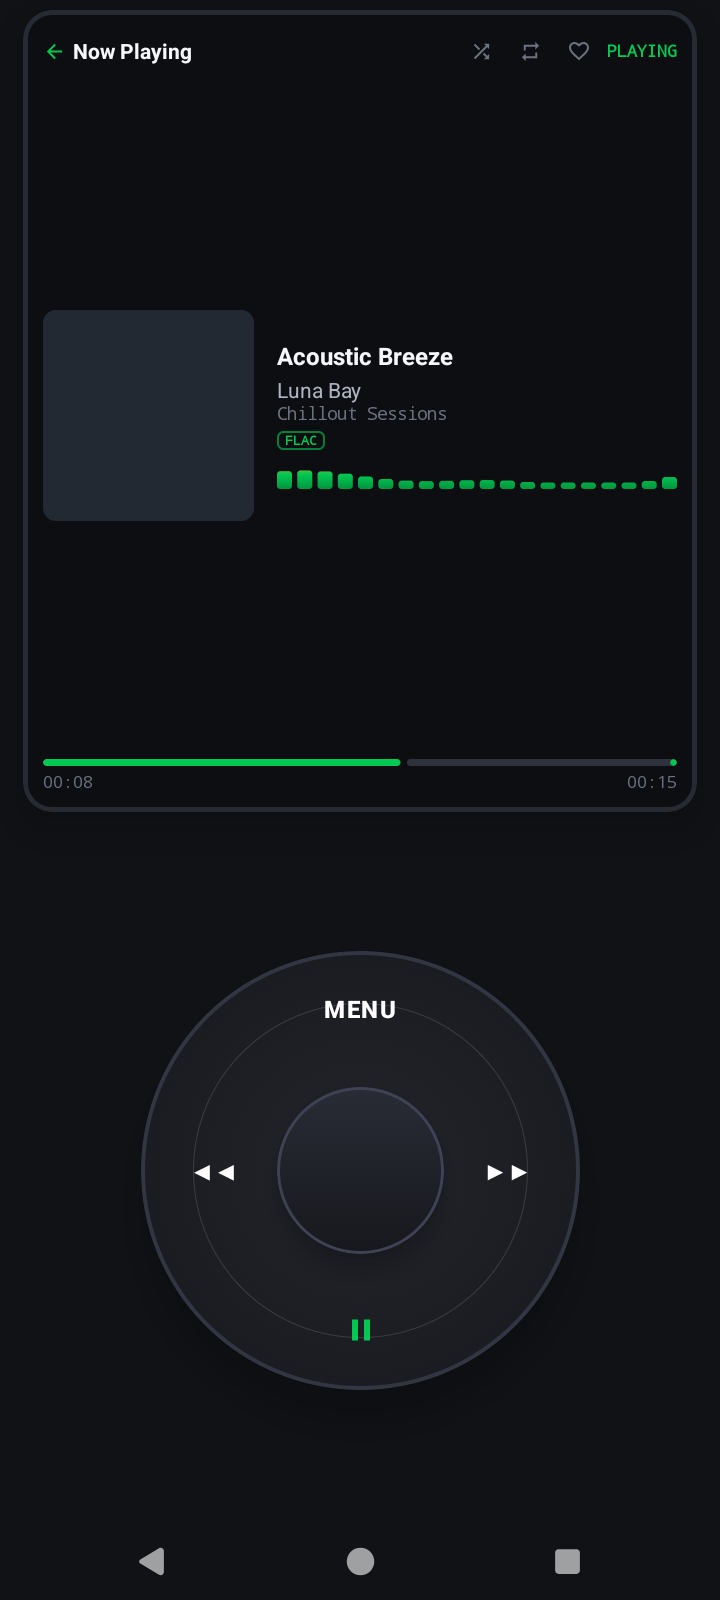 Now Playing
PLAYING
Acoustic Breeze
Luna Bay
Chillout Sessions
FLAC
00:08
00:15
MENU